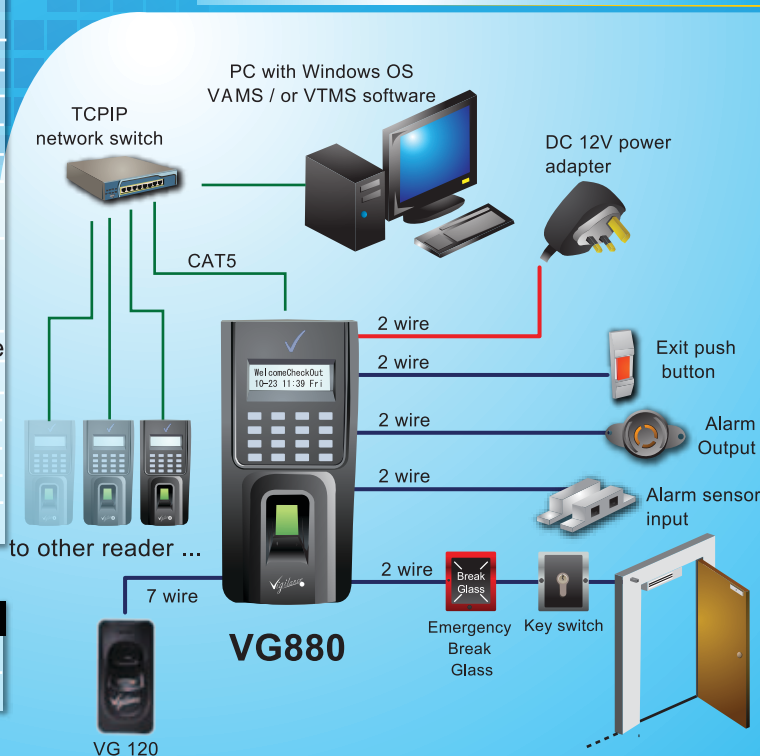 PC with Windows OS
VAMS / or VTMS software
TCPIP
network switch
DC 12V power
adapter
CAT5
2 wire
2 wire
Exit push
button
WelcomeCheckOut
10-23 11:39 Fri
2 wire
Alarm
Output
2 wire
Alarm sensor
input
e
to other reader ...
2 wire
Break
Glass
7 wire
Vigilance
Emergency
Break
Glass
Key switch
VG880
VG 120